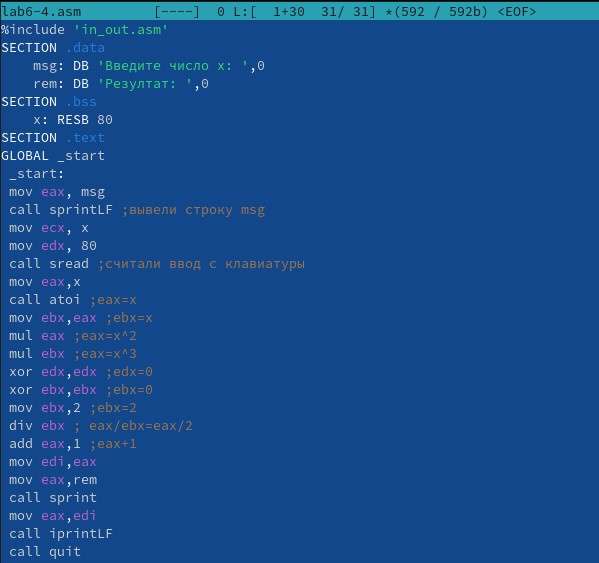 lab6-4.asm         [----]  0 L:[  1+30  31/ 31] *(592 / 592b) <EOF>
%include 'in_out.asm'
SECTION .data
    msg: DB 'Введите число x: ',0
    rem: DB 'Резултат: ',0
SECTION .bss
    x: RESB 80
SECTION .text
GLOBAL _start
 _start:
 mov eax, msg
 call sprintLF ;вывели строку msg
 mov ecx, x
 mov edx, 80
 call sread ;считали ввод с клавиатуры
 mov eax,x
 call atoi ;eax=x
 mov ebx,eax ;ebx=x
 mul eax ;eax=x^2
 mul ebx ;eax=x^3
 xor edx,edx ;edx=0
 xor ebx,ebx ;ebx=0
 mov ebx,2 ;ebx=2
 div ebx ; eax/ebx=eax/2
 add eax,1 ;eax+1
 mov edi,eax
 mov eax,rem
 call sprint
 mov eax,edi
 call iprintLF
 call quit